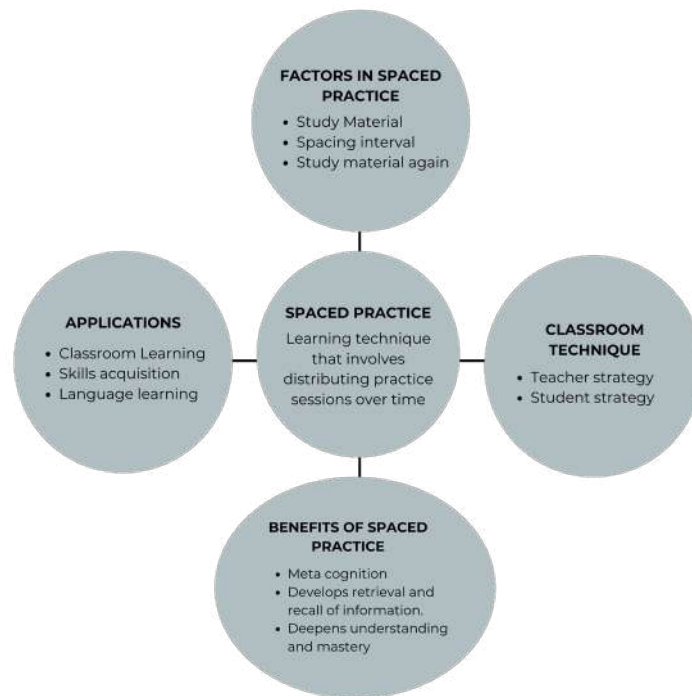 FACTORS IN SPACED
PRACTICE
• Study Material
• Spacing interval
• Study material again
APPLICATIONS
• Classroom Learning
• Skills acquisition
• Language learning
SPACED PRACTICE
Learning technique
that involves
distributing practice
sessions over time
CLASSROOM
TECHNIQUE
• Teacher strategy
• Student strategy
BENEFITS OF SPACED
PRACTICE
• Meta cognition
• Develops retrieval and
recall of information.
• Deepens understanding
and mastery